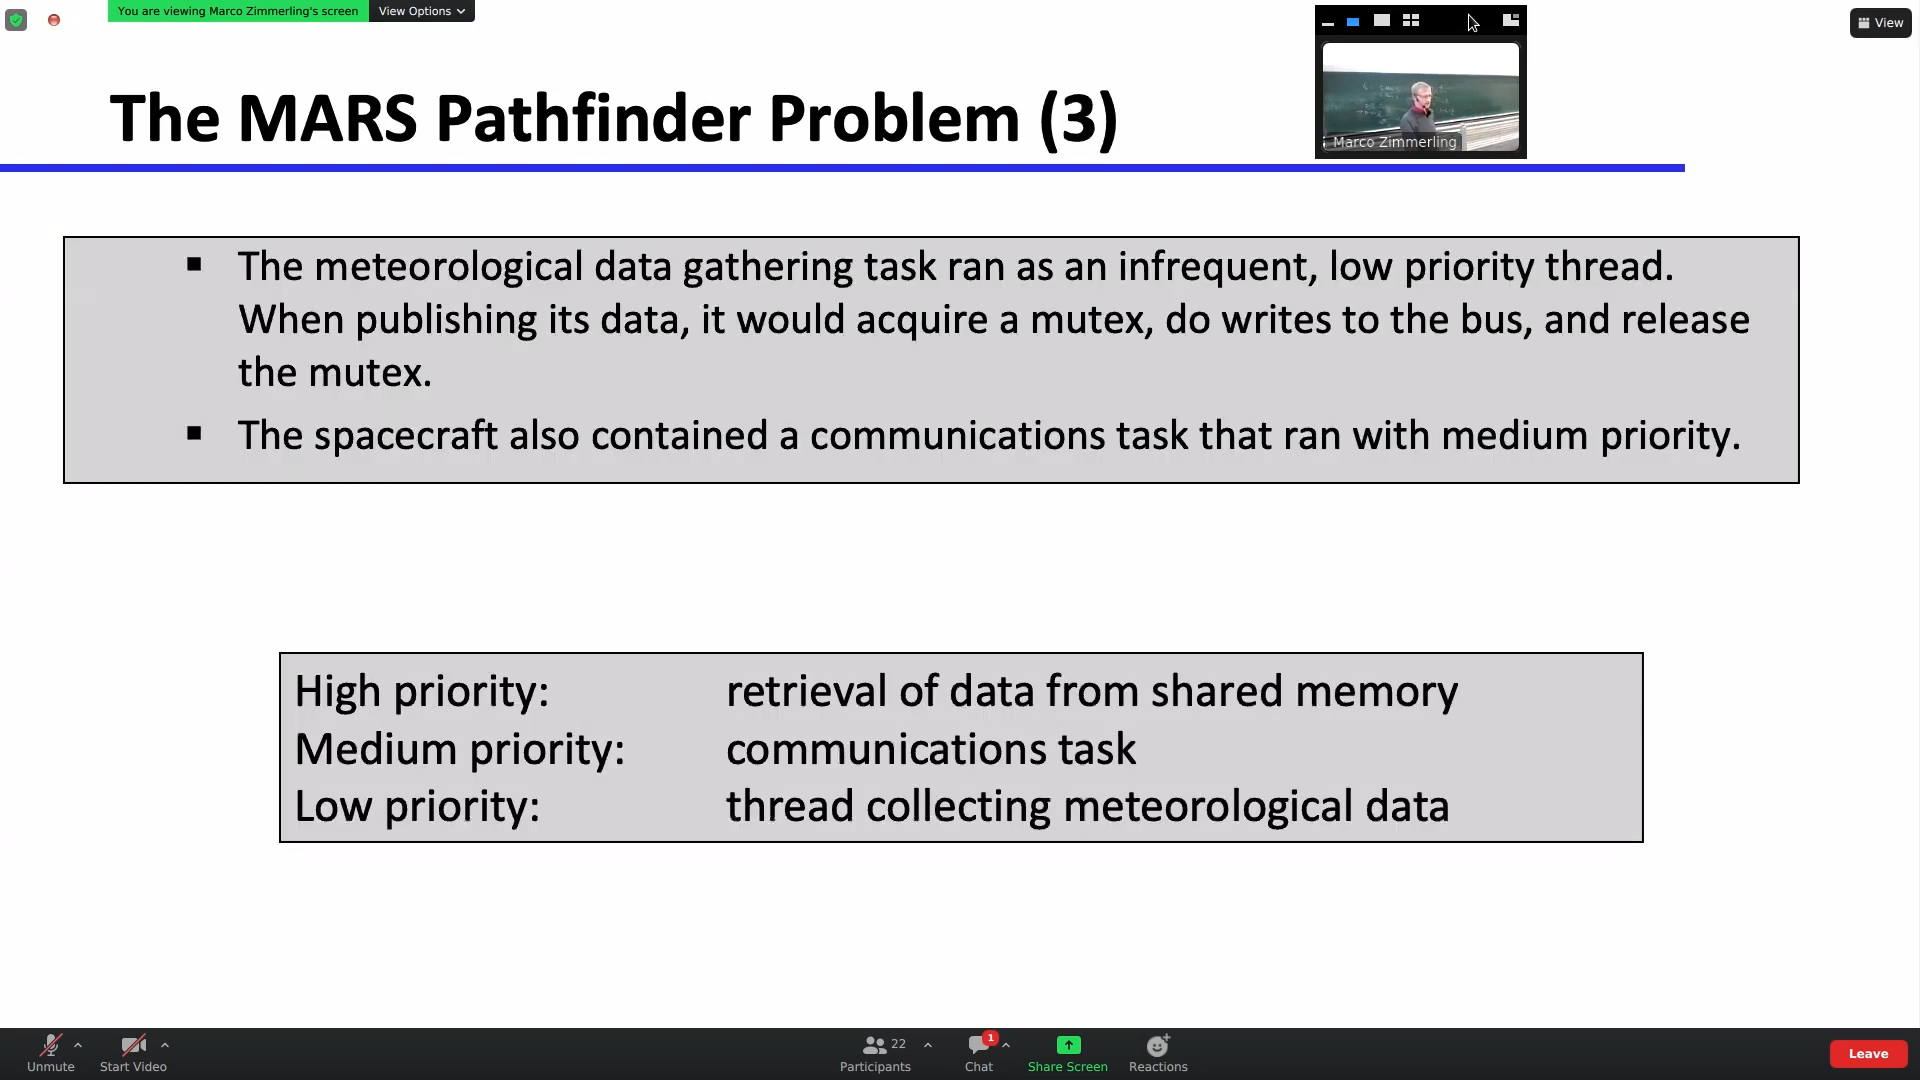 You are viewing Marco Zimmerling's screen
View Options
View
The MARS Pathfinder Problem (3)
Marco Zimmerling
▪ The meteorological data gathering task ran as an infrequent, low priority thread.
When publishing its data, it would acquire a mutex, do writes to the bus, and release
the mutex.
▪ The spacecraft also contained a communications task that ran with medium priority.
High priority: retrieval of data from shared memory
Medium priority: communications task
Low priority: thread collecting meteorological data
Unmute
Start Video
22
Participants
1
Chat
Share Screen
Reactions
Leave